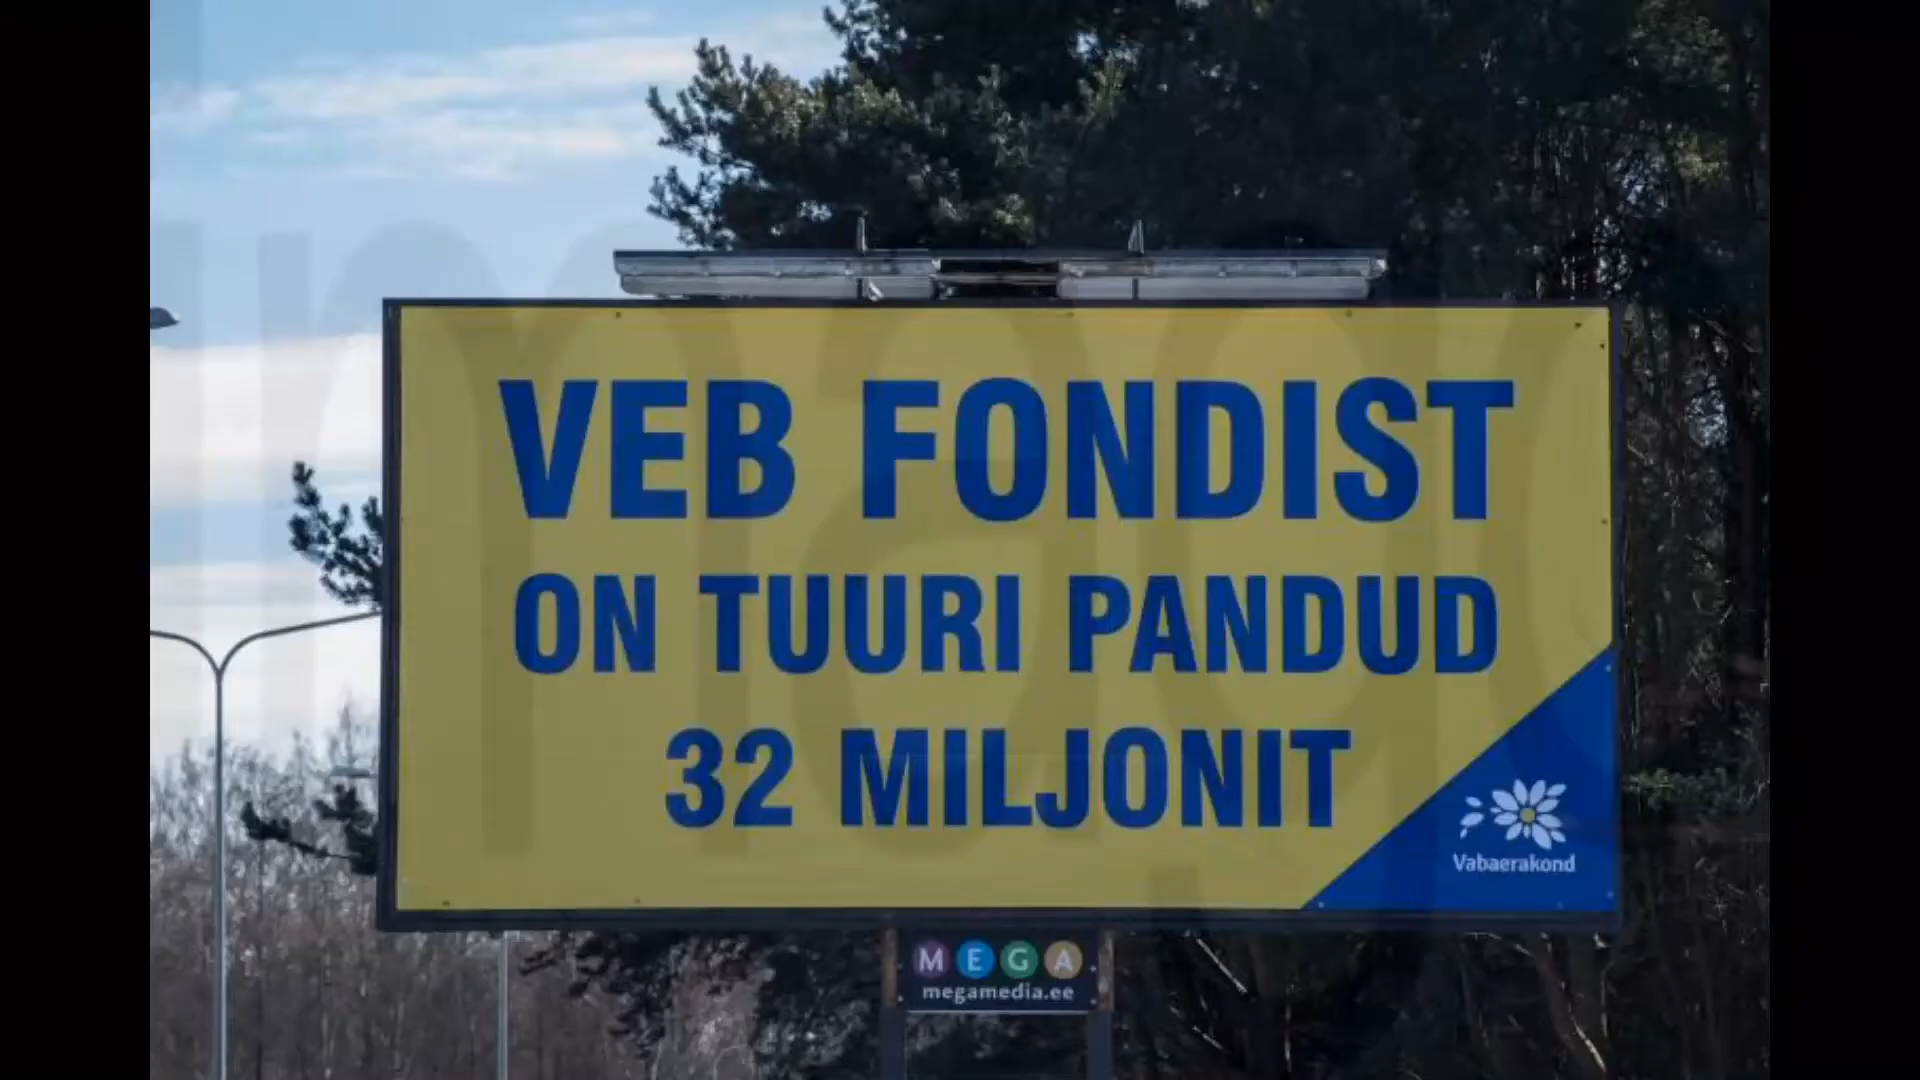 VEB FONDIST
ON TUURI PANDUD
32 MILJONIT
Vabaerakond
MEGA
megamedia.ee